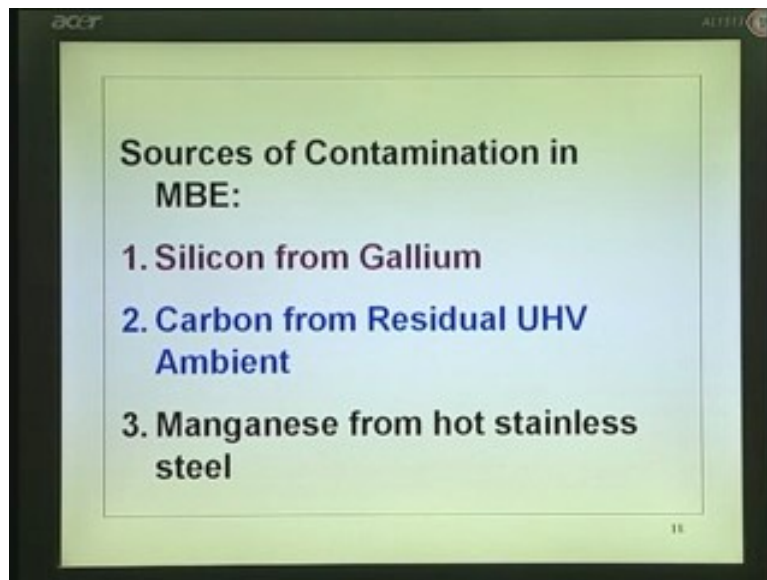 acer
Sources of Contamination in
MBE:
1. Silicon from Gallium
2. Carbon from Residual UHV
Ambient
3. Manganese from hot stainless
steel